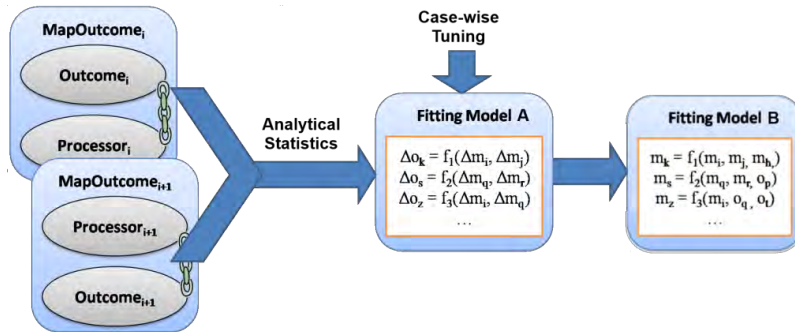 MapOutcomeᵢ
Outcomeᵢ
Processorᵢ
MapOutcomeᵢ₊₁
Processorᵢ₊₁
Outcomeᵢ₊₁
Analytical
Statistics
Case-wise
Tuning
Fitting Model A
Δoₖ = f₁(Δmᵢ, Δmⱼ)
Δoₛ = f₂(Δm_q, Δmᵣ)
Δo_z = f₃(Δmᵢ, Δm_q)
...
Fitting Model B
mₖ = f₁(mᵢ, mⱼ, mₕ)
mₛ = f₂(m_q, mᵣ, oₚ)
m_z = f₃(mᵢ, o_q, oₜ)
...